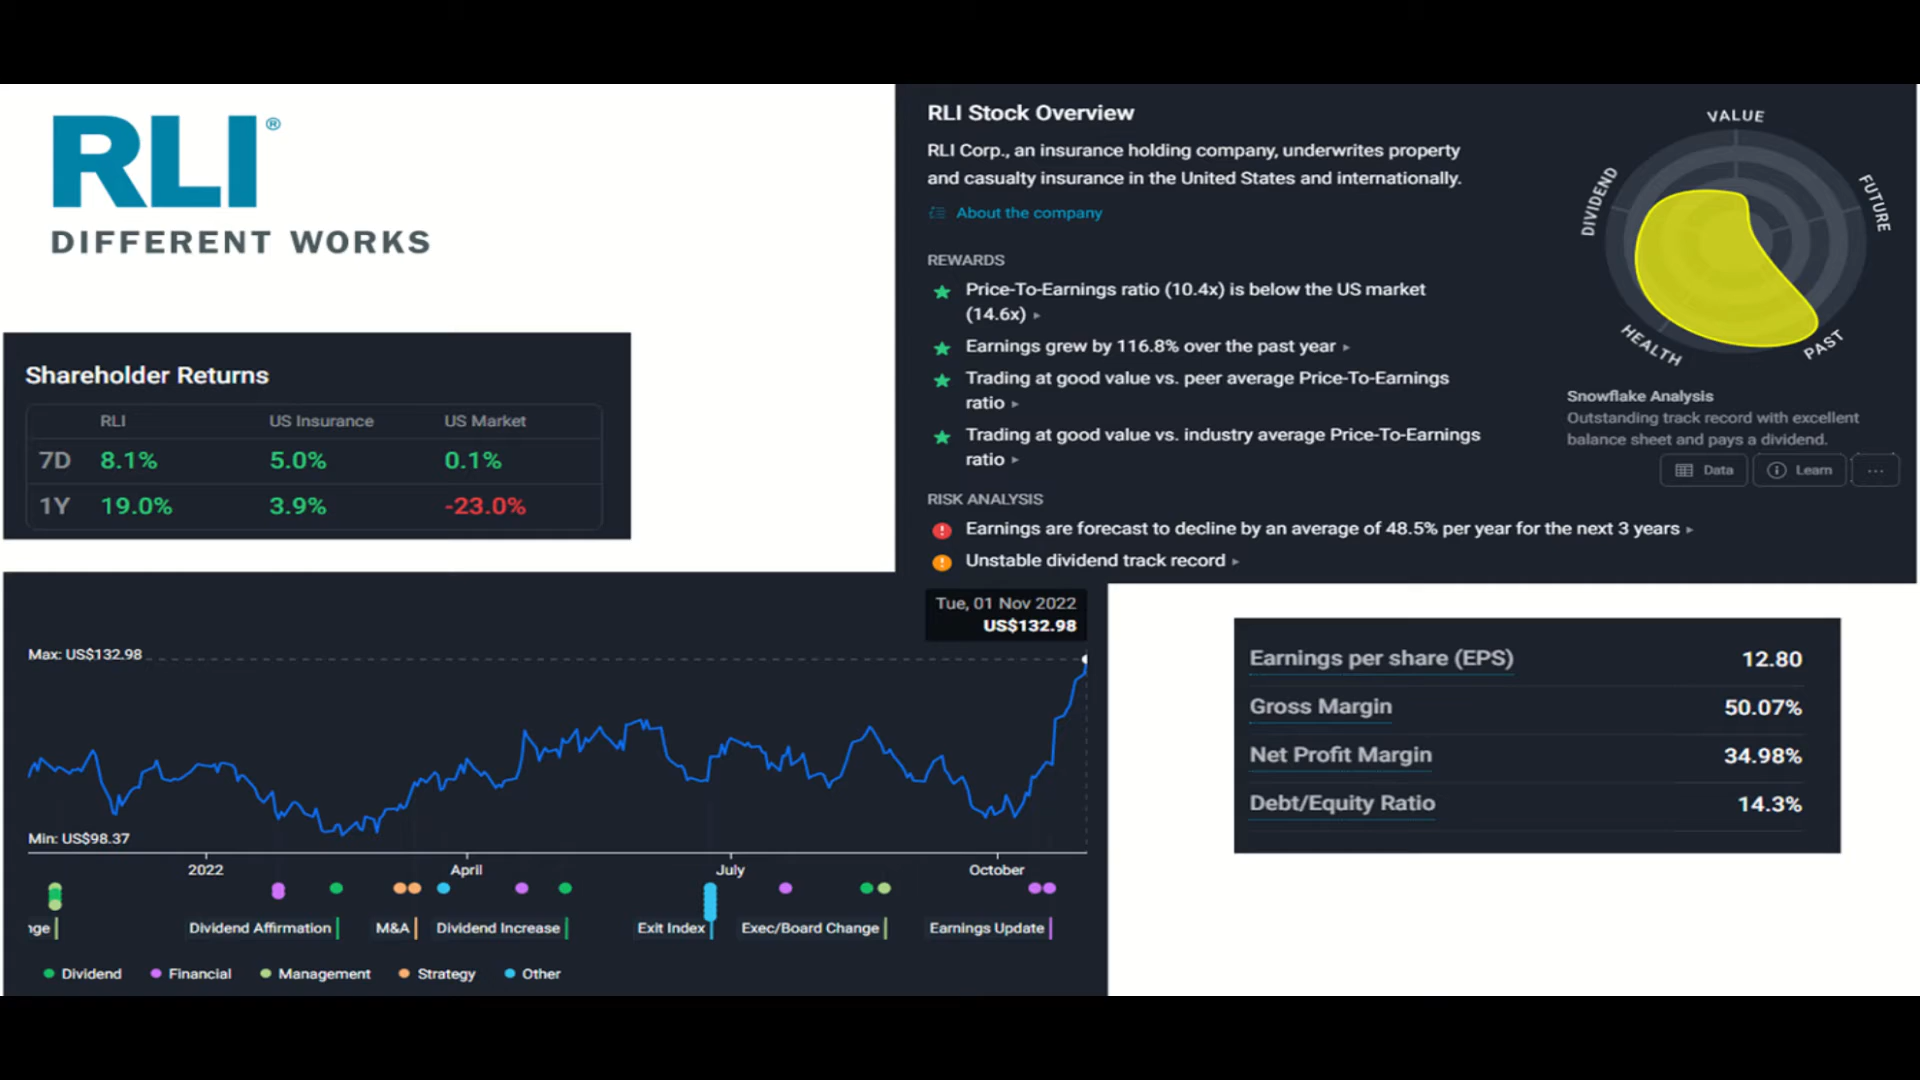 RLI®
DIFFERENT WORKS
Shareholder Returns
RLI US Insurance US Market
7D 8.1% 5.0% 0.1%
1Y 19.0% 3.9% -23.0%
RLI Stock Overview
RLI Corp., an insurance holding company, underwrites property
and casualty insurance in the United States and internationally.
About the company
REWARDS
Price-To-Earnings ratio (10.4x) is below the US market
(14.6x)
Earnings grew by 116.8% over the past year
Trading at good value vs. peer average Price-To-Earnings
ratio
Trading at good value vs. industry average Price-To-Earnings
ratio
RISK ANALYSIS
Earnings are forecast to decline by an average of 48.5% per year for the next 3 years
Unstable dividend track record
VALUE
FUTURE
PAST
HEALTH
DIVIDEND
Snowflake Analysis
Outstanding track record with excellent
balance sheet and pays a dividend.
Data Learn ...
Tue, 01 Nov 2022
US$132.98
Max: US$132.98
Min: US$98.37
2022 April July October
nge Dividend Affirmation M&A Dividend Increase Exit Index Exec/Board Change Earnings Update
Dividend Financial Management Strategy Other
Earnings per share (EPS) 12.80
Gross Margin 50.07%
Net Profit Margin 34.98%
Debt/Equity Ratio 14.3%